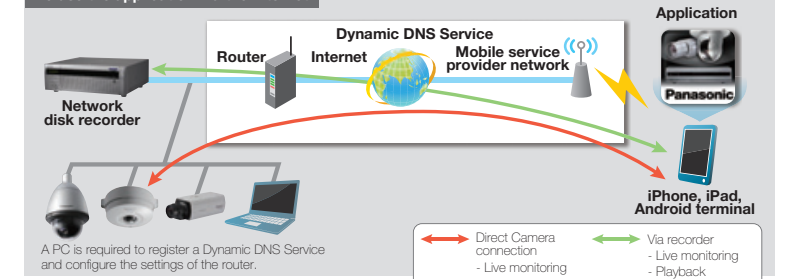 Application
Dynamic DNS Service
Router
Internet
Mobile service
provider network
Panasonic
Network
disk recorder
iPhone, iPad,
Android terminal
A PC is required to register a Dynamic DNS Service
and configure the settings of the router.
Direct Camera
connection
- Live monitoring
Via recorder
- Live monitoring
- Playback